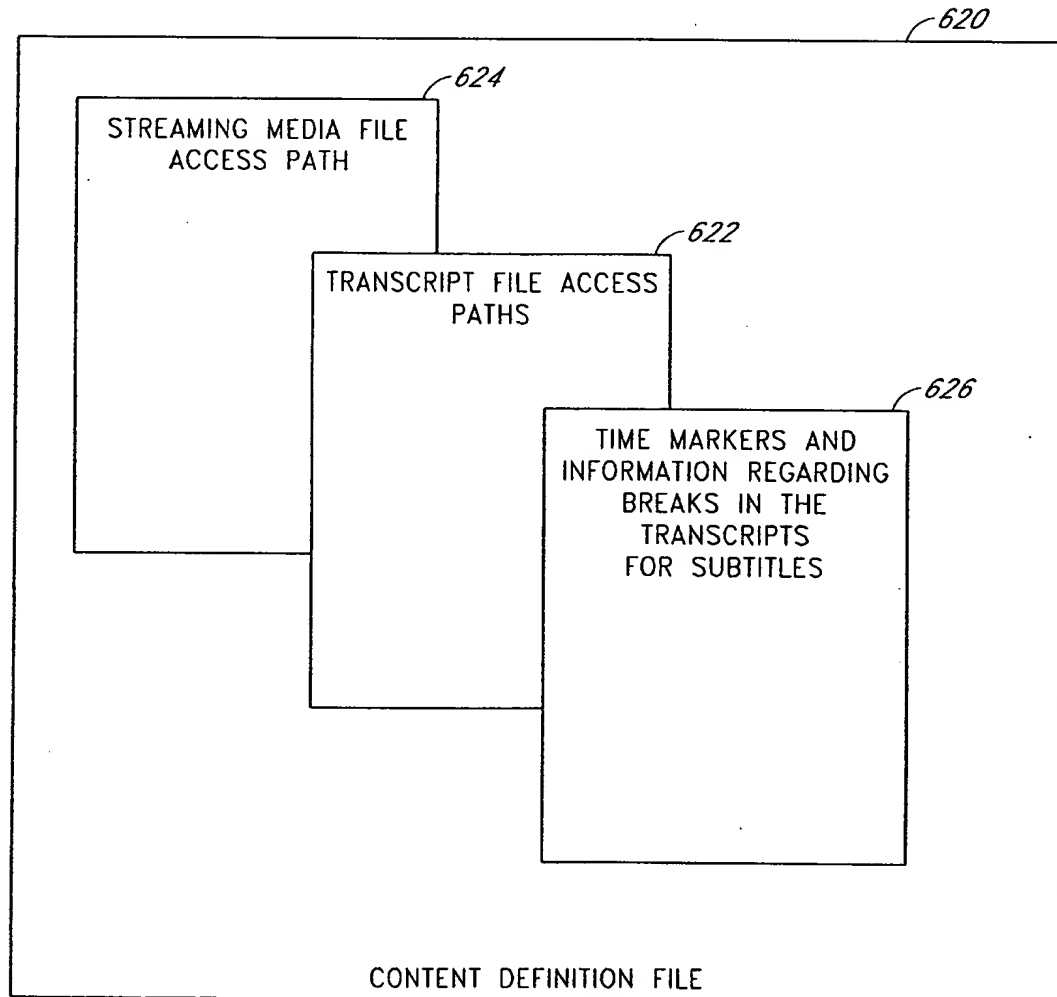 620
624
STREAMING MEDIA FILE
ACCESS PATH
622
TRANSCRIPT FILE ACCESS
PATHS
626
TIME MARKERS AND
INFORMATION REGARDING
BREAKS IN THE
TRANSCRIPTS
FOR SUBTITLES
CONTENT DEFINITION FILE